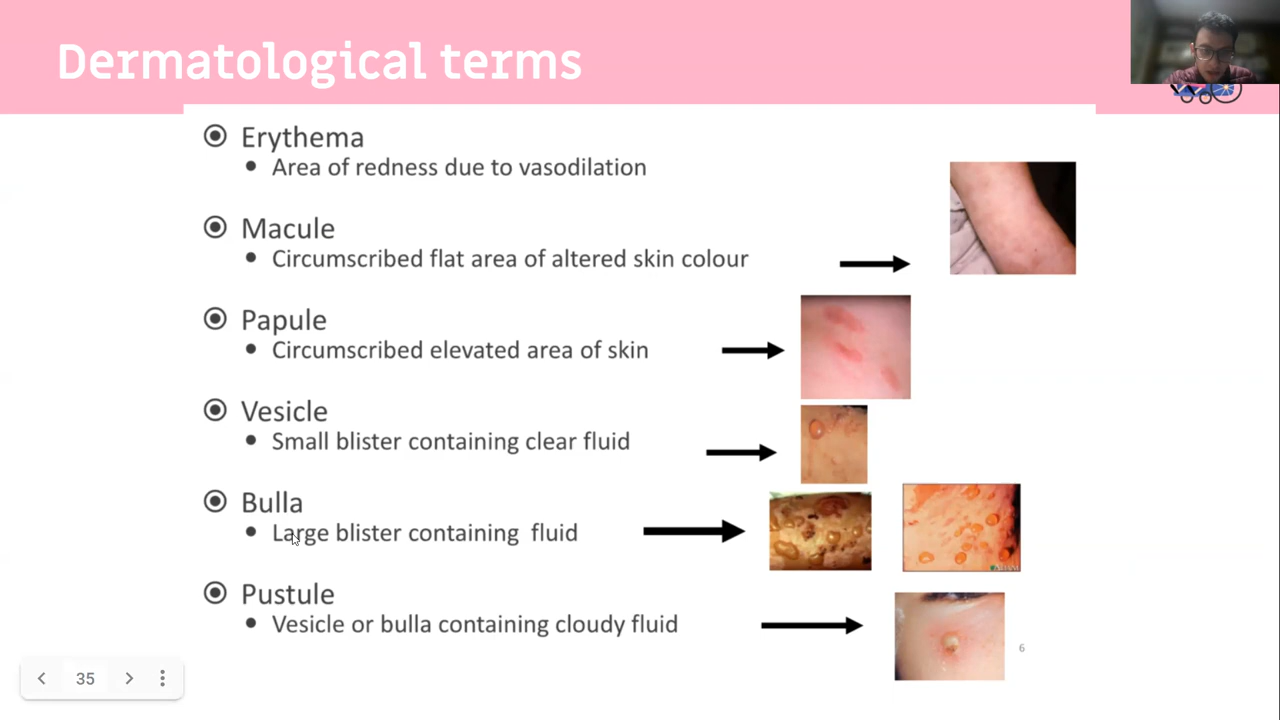 Dermatological terms
Erythema
Area of redness due to vasodilation
Macule
Circumscribed flat area of altered skin colour
Papule
Circumscribed elevated area of skin
Vesicle
Small blister containing clear fluid
Bulla
Large blister containing fluid
Pustule
Vesicle or bulla containing cloudy fluid
6
35